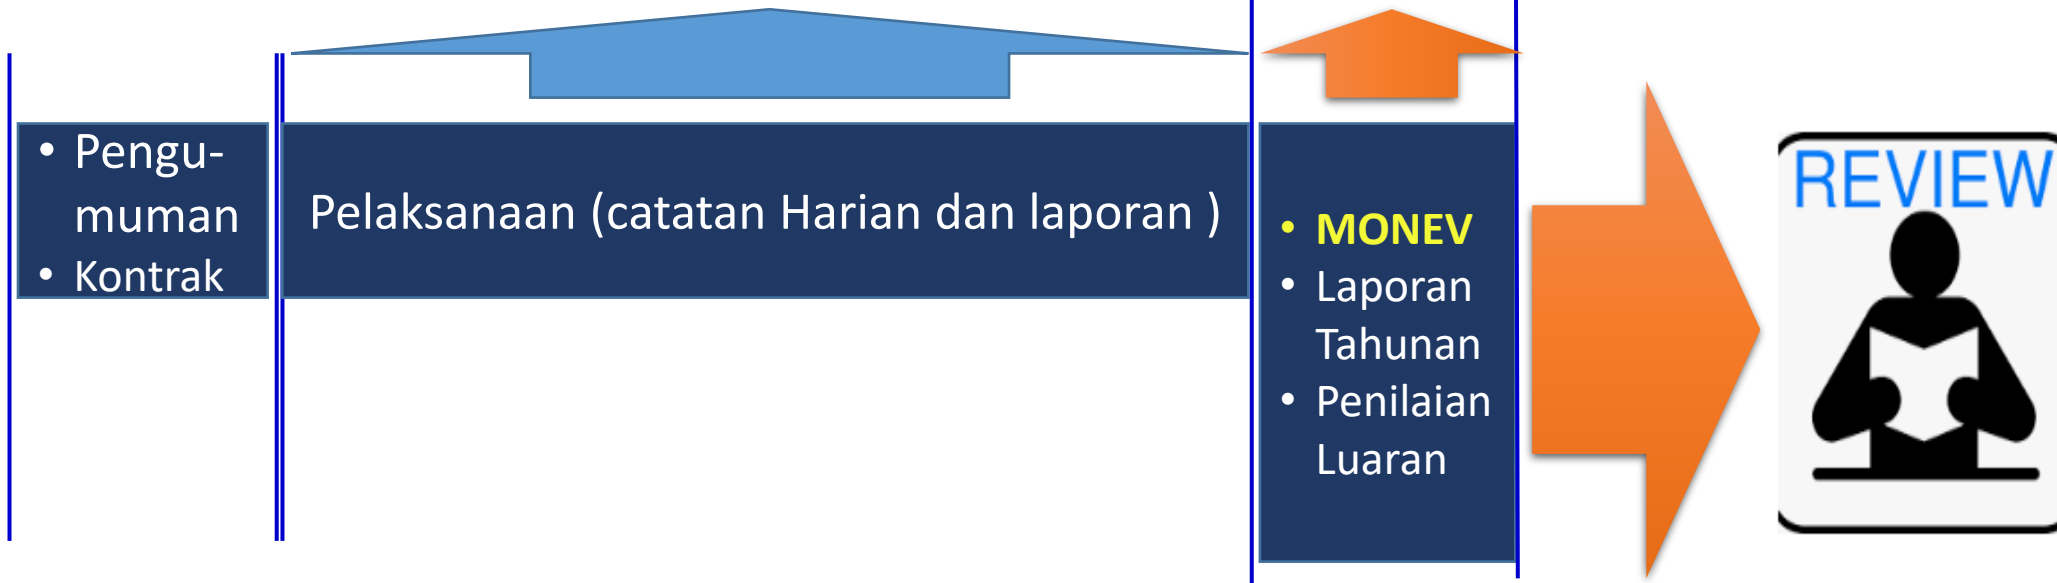 • Pengu-
muman
• Kontrak
Pelaksanaan (catatan Harian dan laporan )
• MONEV
• Laporan
Tahunan
• Penilaian
Luaran
REVIEW